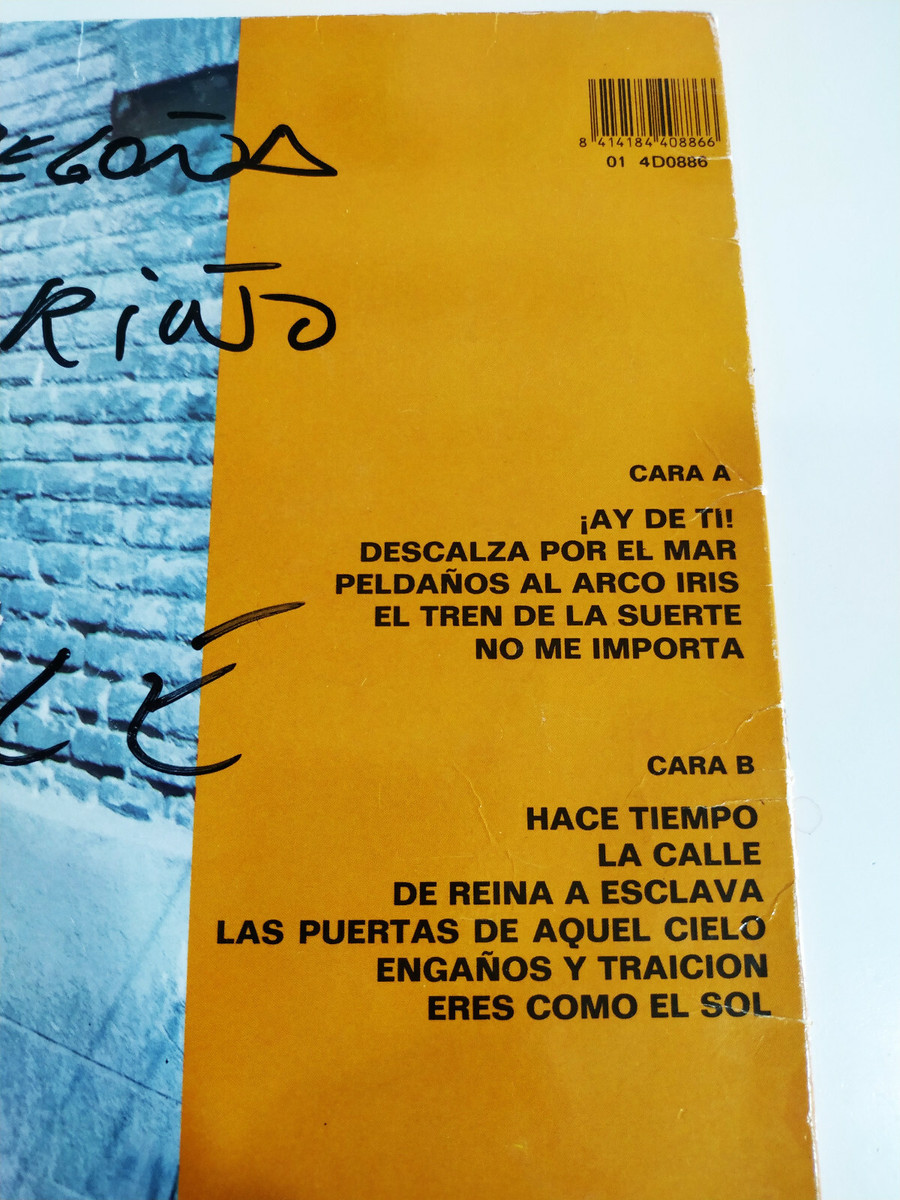 8 414184 408866
01 4D0886
CARIÑO
CARA A
¡AY DE TI!
DESCALZA POR EL MAR
PELDAÑOS AL ARCO IRIS
EL TREN DE LA SUERTE
NO ME IMPORTA
CARA B
HACE TIEMPO
LA CALLE
DE REINA A ESCLAVA
LAS PUERTAS DE AQUEL CIELO
ENGAÑOS Y TRAICION
ERES COMO EL SOL